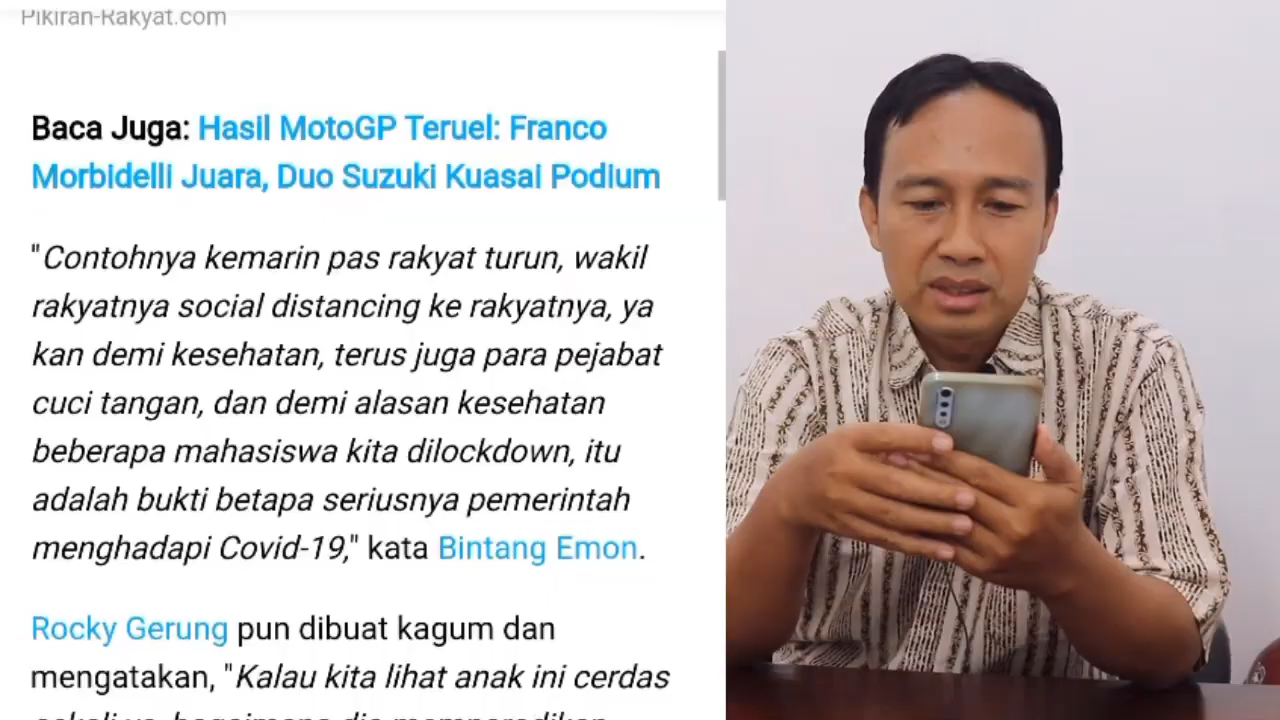 Pikiran-Rakyat.com
Baca Juga: Hasil MotoGP Teruel: Franco
Morbidelli Juara, Duo Suzuki Kuasai Podium
"Contohnya kemarin pas rakyat turun, wakil
rakyatnya social distancing ke rakyatnya, ya
kan demi kesehatan, terus juga para pejabat
cuci tangan, dan demi alasan kesehatan
beberapa mahasiswa kita dilockdown, itu
adalah bukti betapa seriusnya pemerintah
menghadapi Covid-19," kata Bintang Emon.
Rocky Gerung pun dibuat kagum dan
mengatakan, "Kalau kita lihat anak ini cerdas